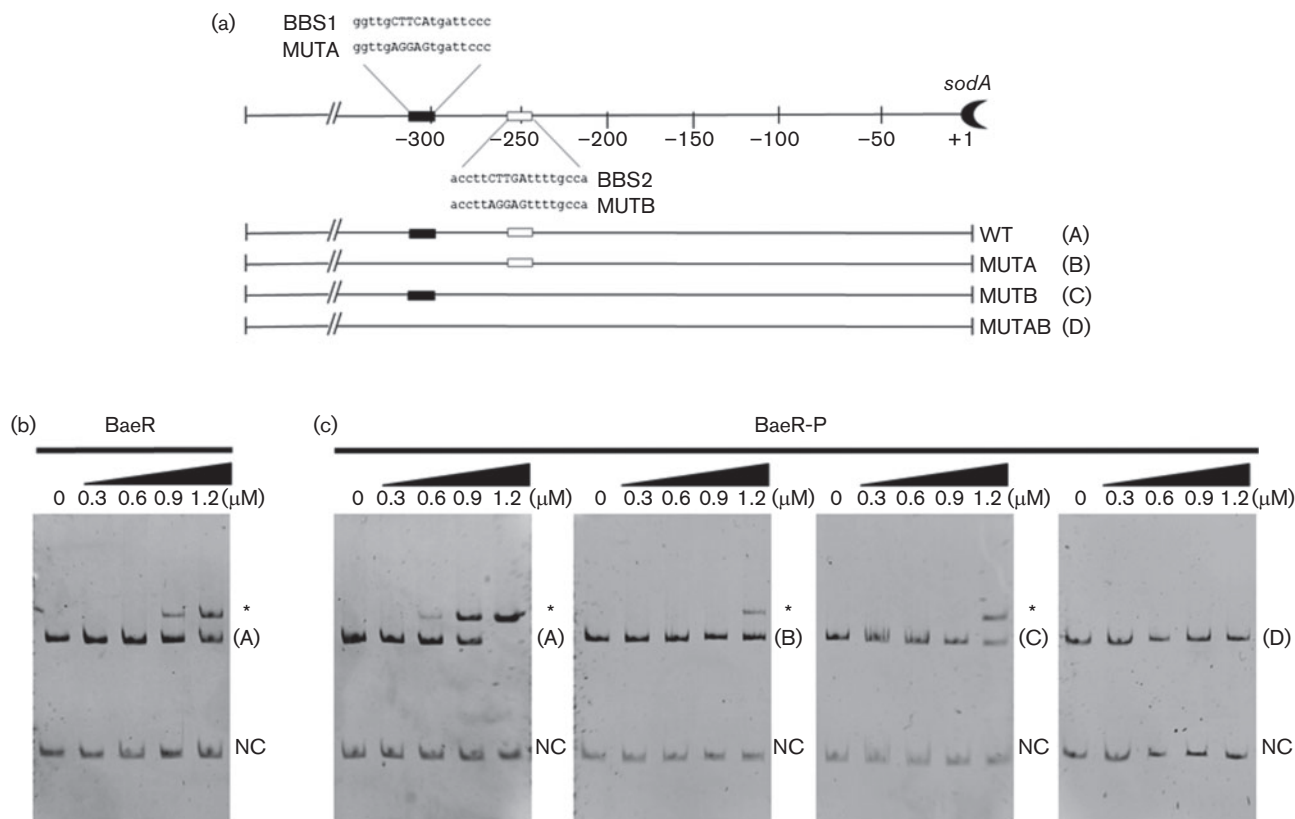 (a)
BBS1 ggttgCTTCAtgattccc
MUTA ggttgAGGAGtgattccc
sodA
−300 −250 −200 −150 −100 −50 +1
accttCTTGAttttgcca BBS2
accttAGGAGttttgcca MUTB
WT (A)
MUTA (B)
MUTB (C)
MUTAB (D)
(b) BaeR
0 0.3 0.6 0.9 1.2 (μM)
* 
(A)
NC
(c) BaeR-P
0 0.3 0.6 0.9 1.2 (μM)
*
(A)
NC
0 0.3 0.6 0.9 1.2 (μM)
*
(B)
NC
0 0.3 0.6 0.9 1.2 (μM)
*
(C)
NC
0 0.3 0.6 0.9 1.2 (μM)
(D)
NC